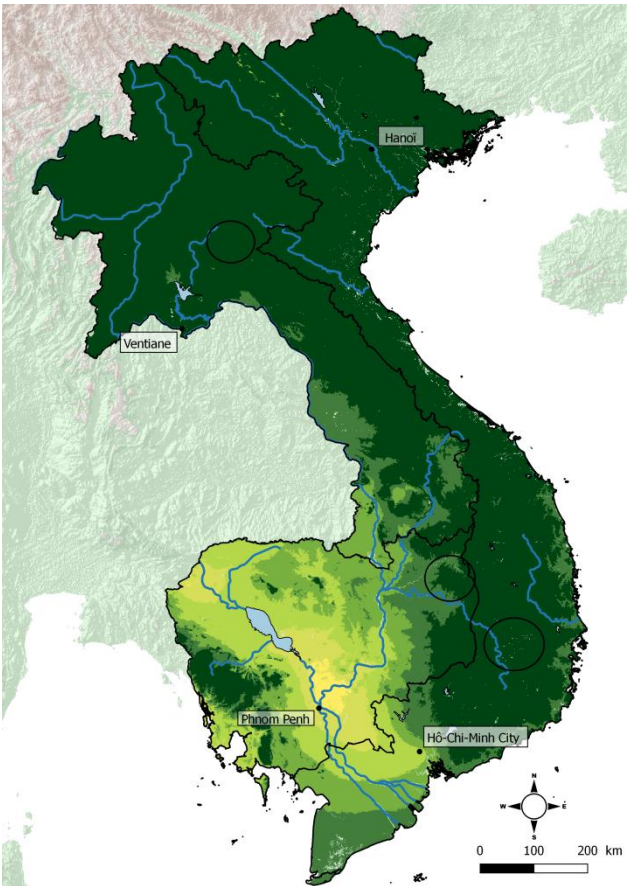 Hanoï
Ventiane
Phnom Penh
Hô-Chi-Minh City
N
W E
S
0 100 200 km